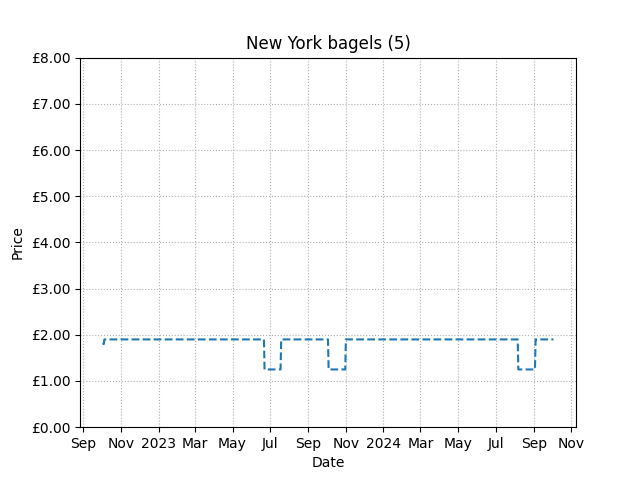 New York bagels (5)
£8.00
£7.00
£6.00
£5.00
£4.00
£3.00
£2.00
£1.00
£0.00
Price
Sep Nov 2023 Mar May Jul Sep Nov 2024 Mar May Jul Sep Nov
Date